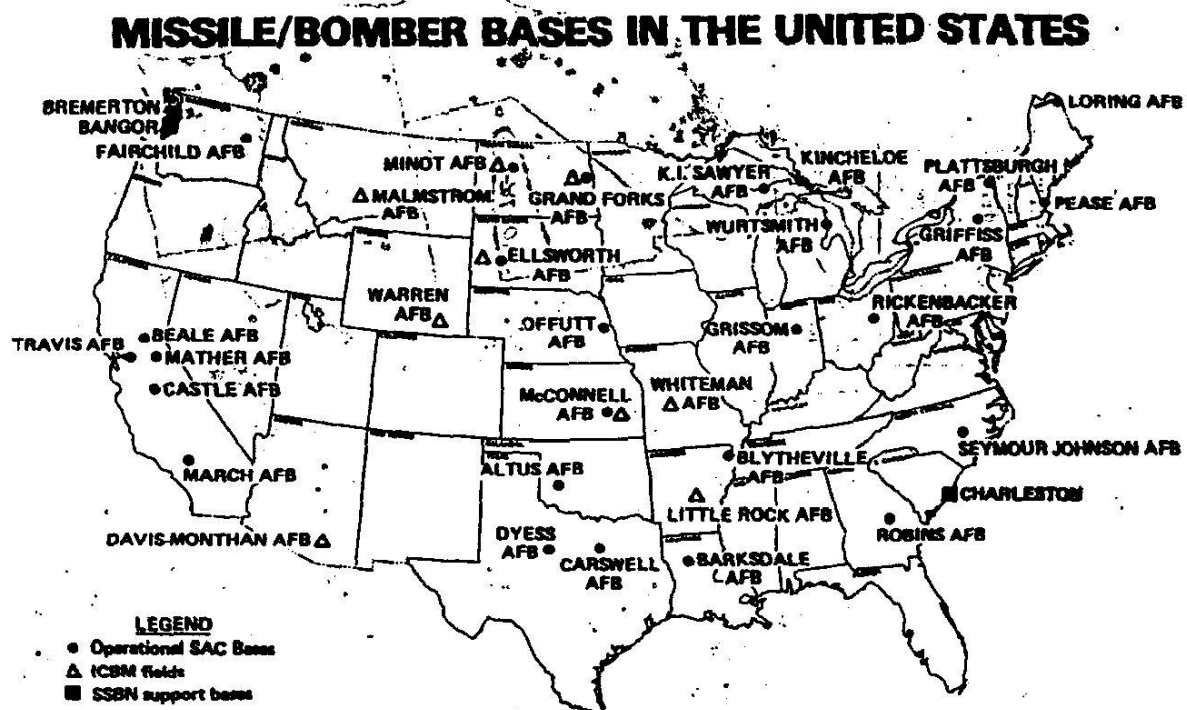 MISSILE/BOMBER BASES IN THE UNITED STATES
BREMERTON
BANGOR
FAIRCHILD AFB
MINOT AFB
MALMSTROM
AFB
GRAND FORKS
AFB
K.I. SAWYER
AFB
KINCHELOE
AFB
PLATTSBURGH
AFB
LORING AFB
PEASE AFB
WURTSMITH
AFB
GRIFFISS
AFB
ELLSWORTH
AFB
WARREN
AFB
OFFUTT
AFB
GRISSOM
AFB
RICKENBACKER
AFB
TRAVIS AFB
BEALE AFB
MATHER AFB
CASTLE AFB
McCONNELL
AFB
WHITEMAN
AFB
MARCH AFB
ALTUS AFB
BLYTHEVILLE
AFB
SEYMOUR JOHNSON AFB
CHARLESTON
LITTLE ROCK AFB
ROBINS AFB
DAVIS-MONTHAN AFB
DYESS
AFB
CARSWELL
AFB
BARKSDALE
AFB
LEGEND
Operational SAC Bases
ICBM fields
SSBN support bases